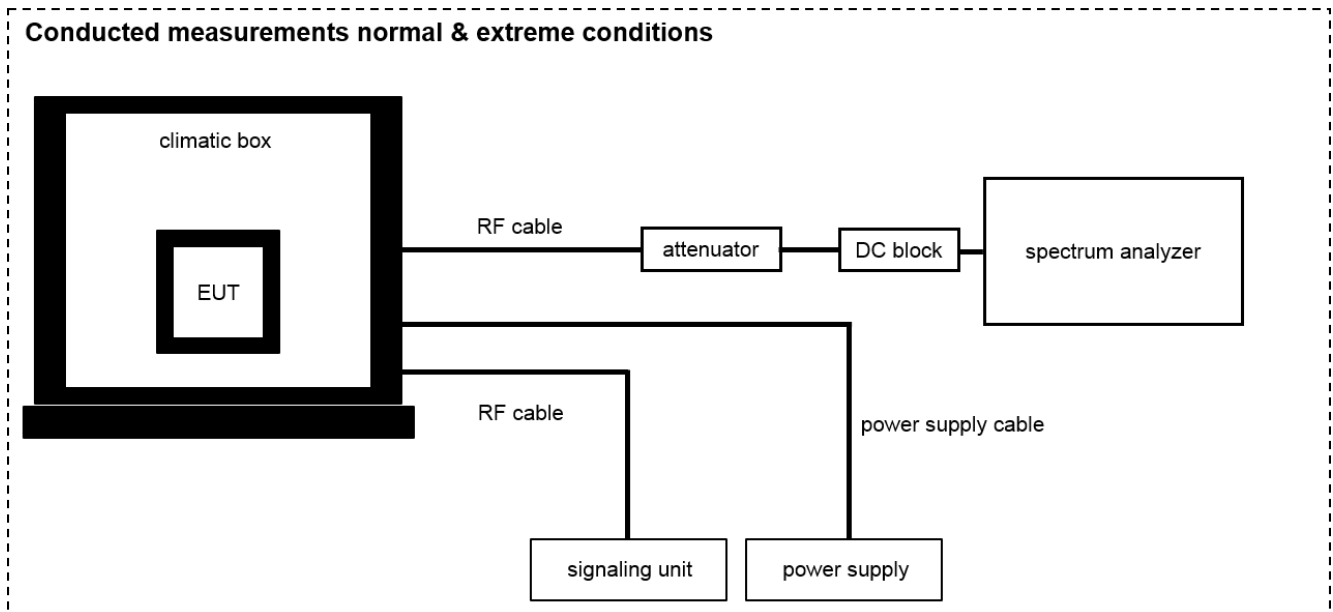 Conducted measurements normal & extreme conditions
climatic box
RF cable
attenuator
DC block
spectrum analyzer
EUT
RF cable
power supply cable
signaling unit
power supply